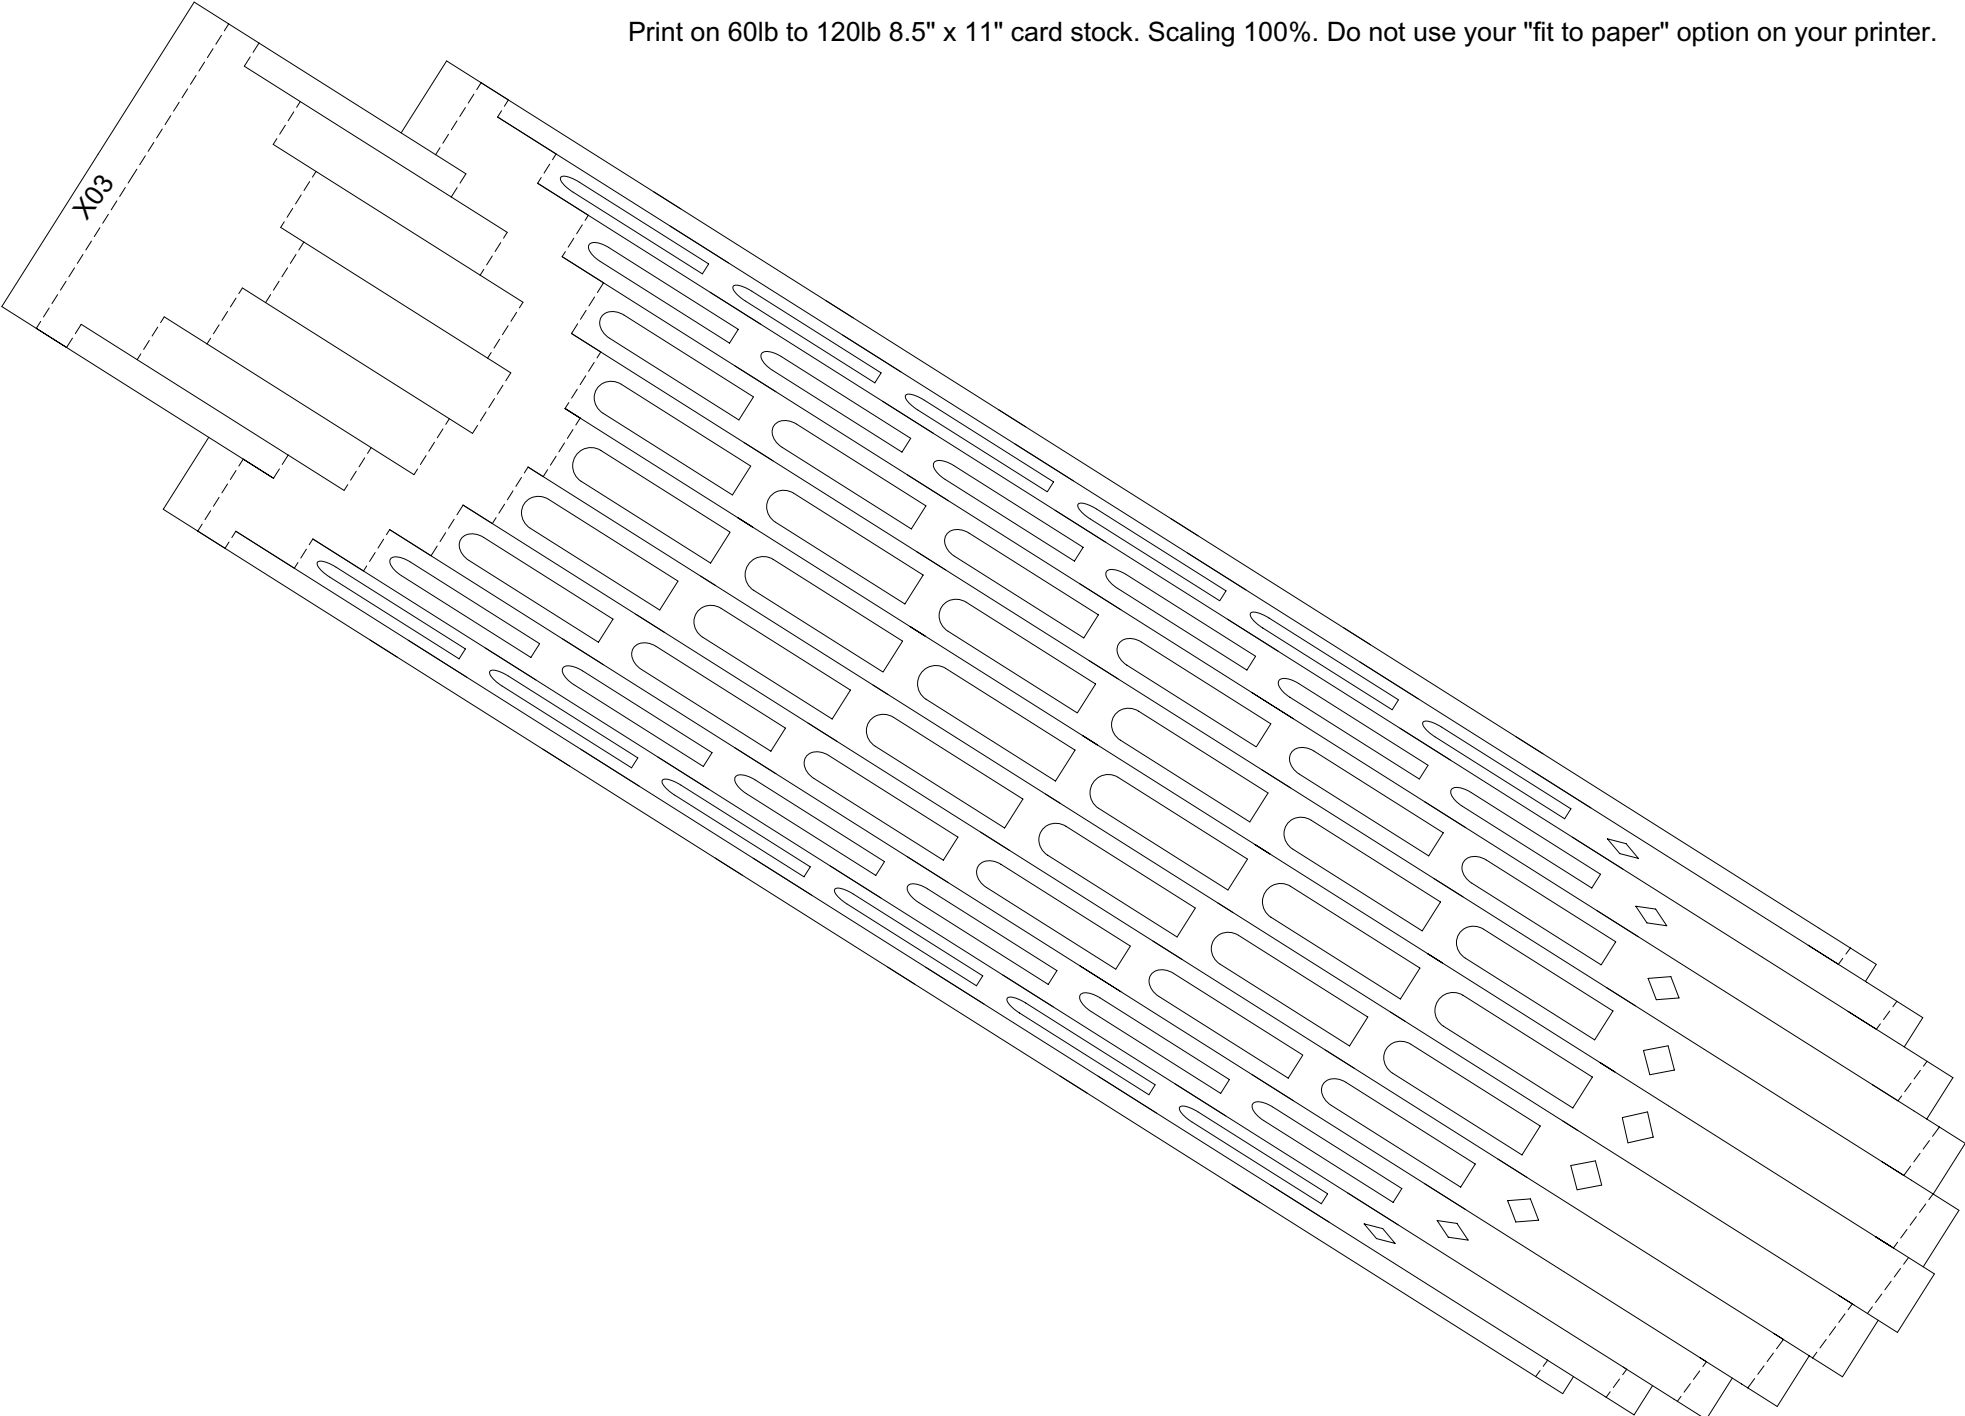 Print on 60lb to 120lb 8.5" x 11" card stock. Scaling 100%. Do not use your "fit to paper" option on your printer.
X03